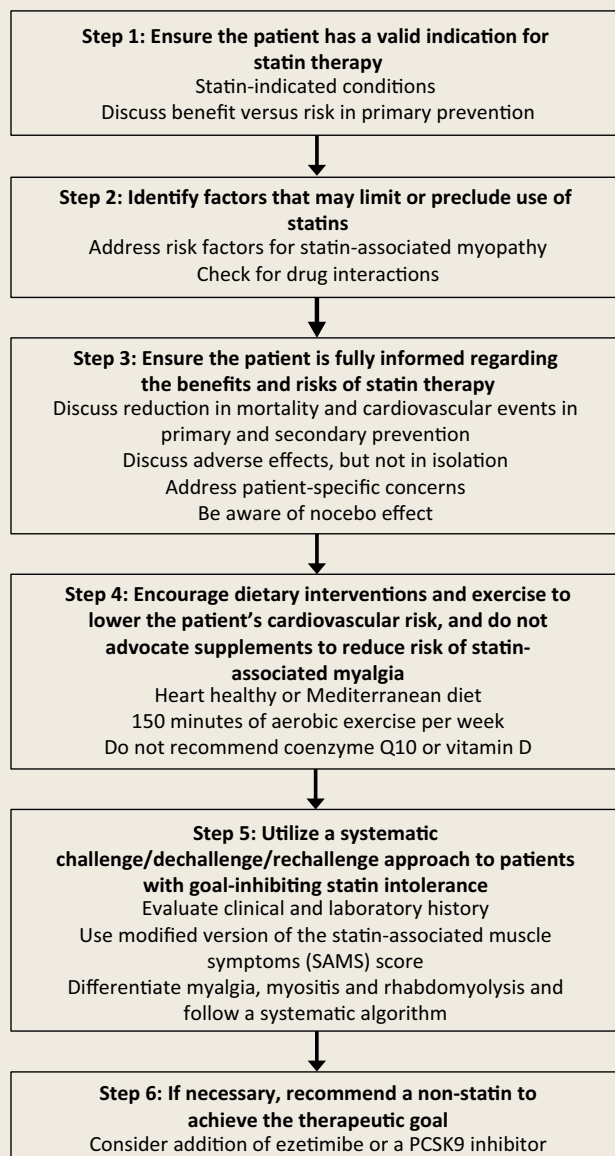 Step 1: Ensure the patient has a valid indication for
statin therapy
Statin-indicated conditions
Discuss benefit versus risk in primary prevention
Step 2: Identify factors that may limit or preclude use of
statins
Address risk factors for statin-associated myopathy
Check for drug interactions
Step 3: Ensure the patient is fully informed regarding
the benefits and risks of statin therapy
Discuss reduction in mortality and cardiovascular events in
primary and secondary prevention
Discuss adverse effects, but not in isolation
Address patient-specific concerns
Be aware of nocebo effect
Step 4: Encourage dietary interventions and exercise to
lower the patient's cardiovascular risk, and do not
advocate supplements to reduce risk of statin-
associated myalgia
Heart healthy or Mediterranean diet
150 minutes of aerobic exercise per week
Do not recommend coenzyme Q10 or vitamin D
Step 5: Utilize a systematic
challenge/dechallenge/rechallenge approach to patients
with goal-inhibiting statin intolerance
Evaluate clinical and laboratory history
Use modified version of the statin-associated muscle
symptoms (SAMS) score
Differentiate myalgia, myositis and rhabdomyolysis and
follow a systematic algorithm
Step 6: If necessary, recommend a non-statin to
achieve the therapeutic goal
Consider addition of ezetimibe or a PCSK9 inhibitor